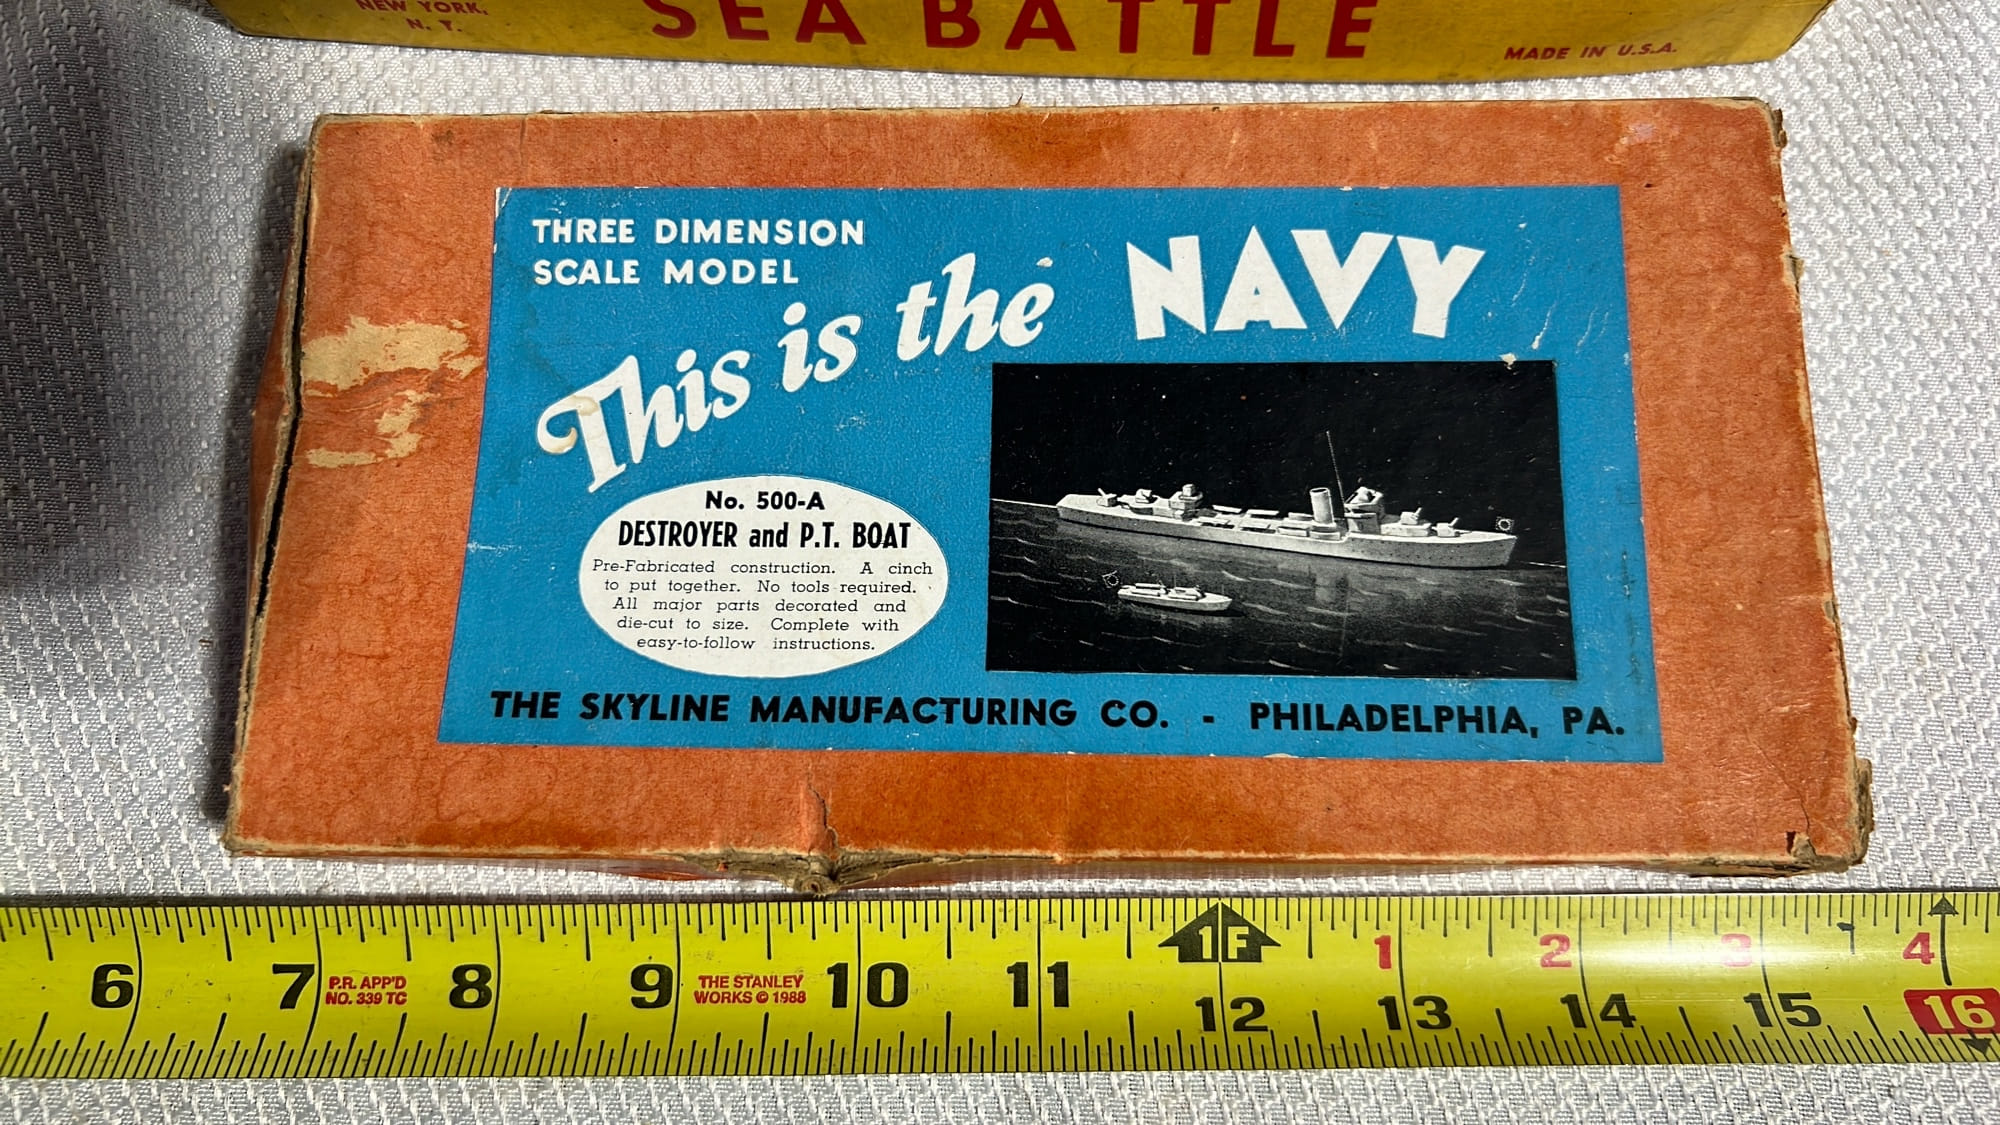 NEW YORK,
N. Y.
SEA BATTLE
MADE IN U.S.A.
THREE DIMENSION
SCALE MODEL
This is the NAVY
No. 500-A
DESTROYER and P.T. BOAT
Pre-Fabricated construction. A cinch
to put together. No tools required.
All major parts decorated and
die-cut to size. Complete with
easy-to-follow instructions.
THE SKYLINE MANUFACTURING CO. - PHILADELPHIA, PA.
1F 1 2 3 4
6 7 P.R. APP'D 8 9 THE STANLEY 10 11
NO. 339 TC WORKS © 1988
12 13 14 15 16